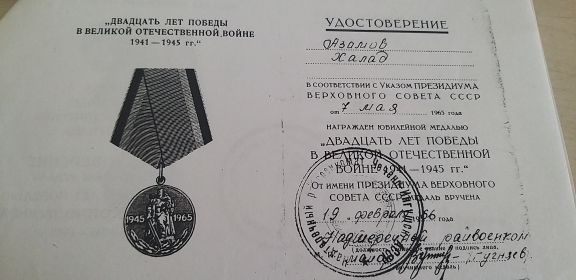 „ДВАДЦАТЬ ЛЕТ ПОБЕДЫ
В ВЕЛИКОЙ ОТЕЧЕСТВЕННОЙ ВОЙНЕ
1941—1945 гг.“
1945 1965
УДОСТОВЕРЕНИЕ
Азамов
Халад
В СООТВЕТСТВИИ С УКАЗОМ ПРЕЗИДИУМА
ВЕРХОВНОГО СОВЕТА СССР
от 7 мая 1965 года
НАГРАЖДЕН ЮБИЛЕЙНОЙ МЕДАЛЬЮ
„ДВАДЦАТЬ ЛЕТ ПОБЕДЫ
В ВЕЛИКОЙ ОТЕЧЕСТВЕННОЙ
ВОЙНЕ 1941—1945 гг.“
От имени ПРЕЗИДИУМА ВЕРХОВНОГО
СОВЕТА СССР МЕДАЛЬ ВРУЧЕНА
19 „ февраля 66 года
райвоенком